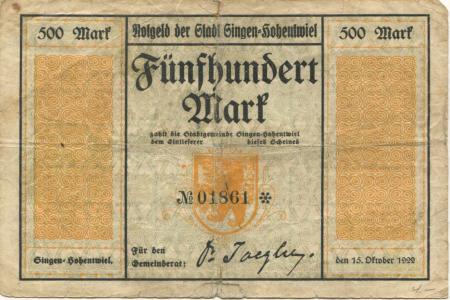 500 Mark
Notgeld der Stadt Singen-Hohentwiel
500 Mark
Fünfhundert
Mark
zahlt die Stadtgemeinde Singen-Hohentwiel
dem Einlieferer dieses Scheines
№ 01861 *
Für den
Gemeinderat:
Singen-Hohentwiel.
den 15. Oktober 1922